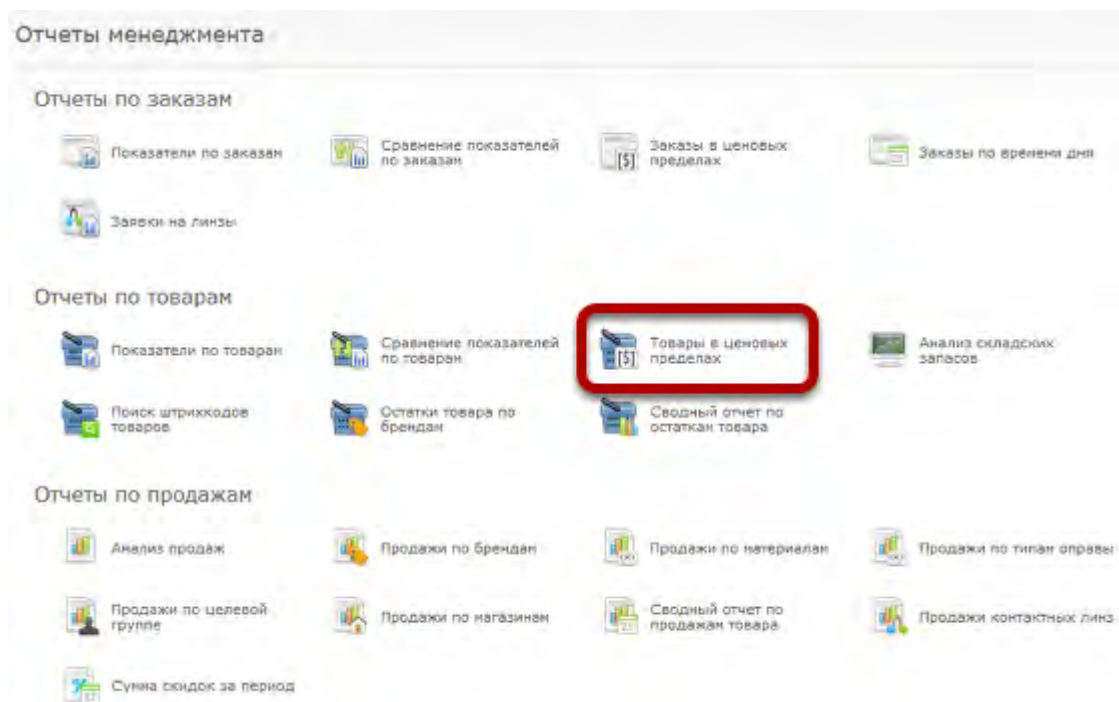 Отчеты менеджмента
Отчеты по заказам
Показатели по заказам
Сравнение показателей
по заказам
Заказы в ценовых
пределах
Заказы по времени дня
Заявки на линзы
Отчеты по товарам
Показатели по товарам
Сравнение показателей
по товарам
Товары в ценовых
пределах
Анализ складских
запасов
Поиск штрихкодов
товаров
Остатки товара по
брендам
Сводный отчет по
остаткам товара
Отчеты по продажам
Анализ продаж
Продажи по брендам
Продажи по материалам
Продажи по типам оправы
Продажи по целевой
группе
Продажи по магазинам
Сводный отчет по
продажам товара
Продажи контактных линз
Сумма скидок за период